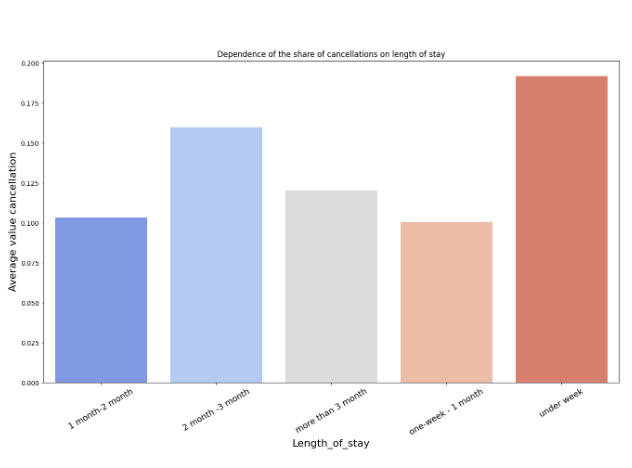 Dependence of the share of cancellations on length of stay
0.200
0.175
0.150
0.125
0.100
0.075
0.050
0.025
0.000
Average value cancellation
1 month-2 month
2 month -3 month
more than 3 month
one-week - 1 month
under week
Length_of_stay